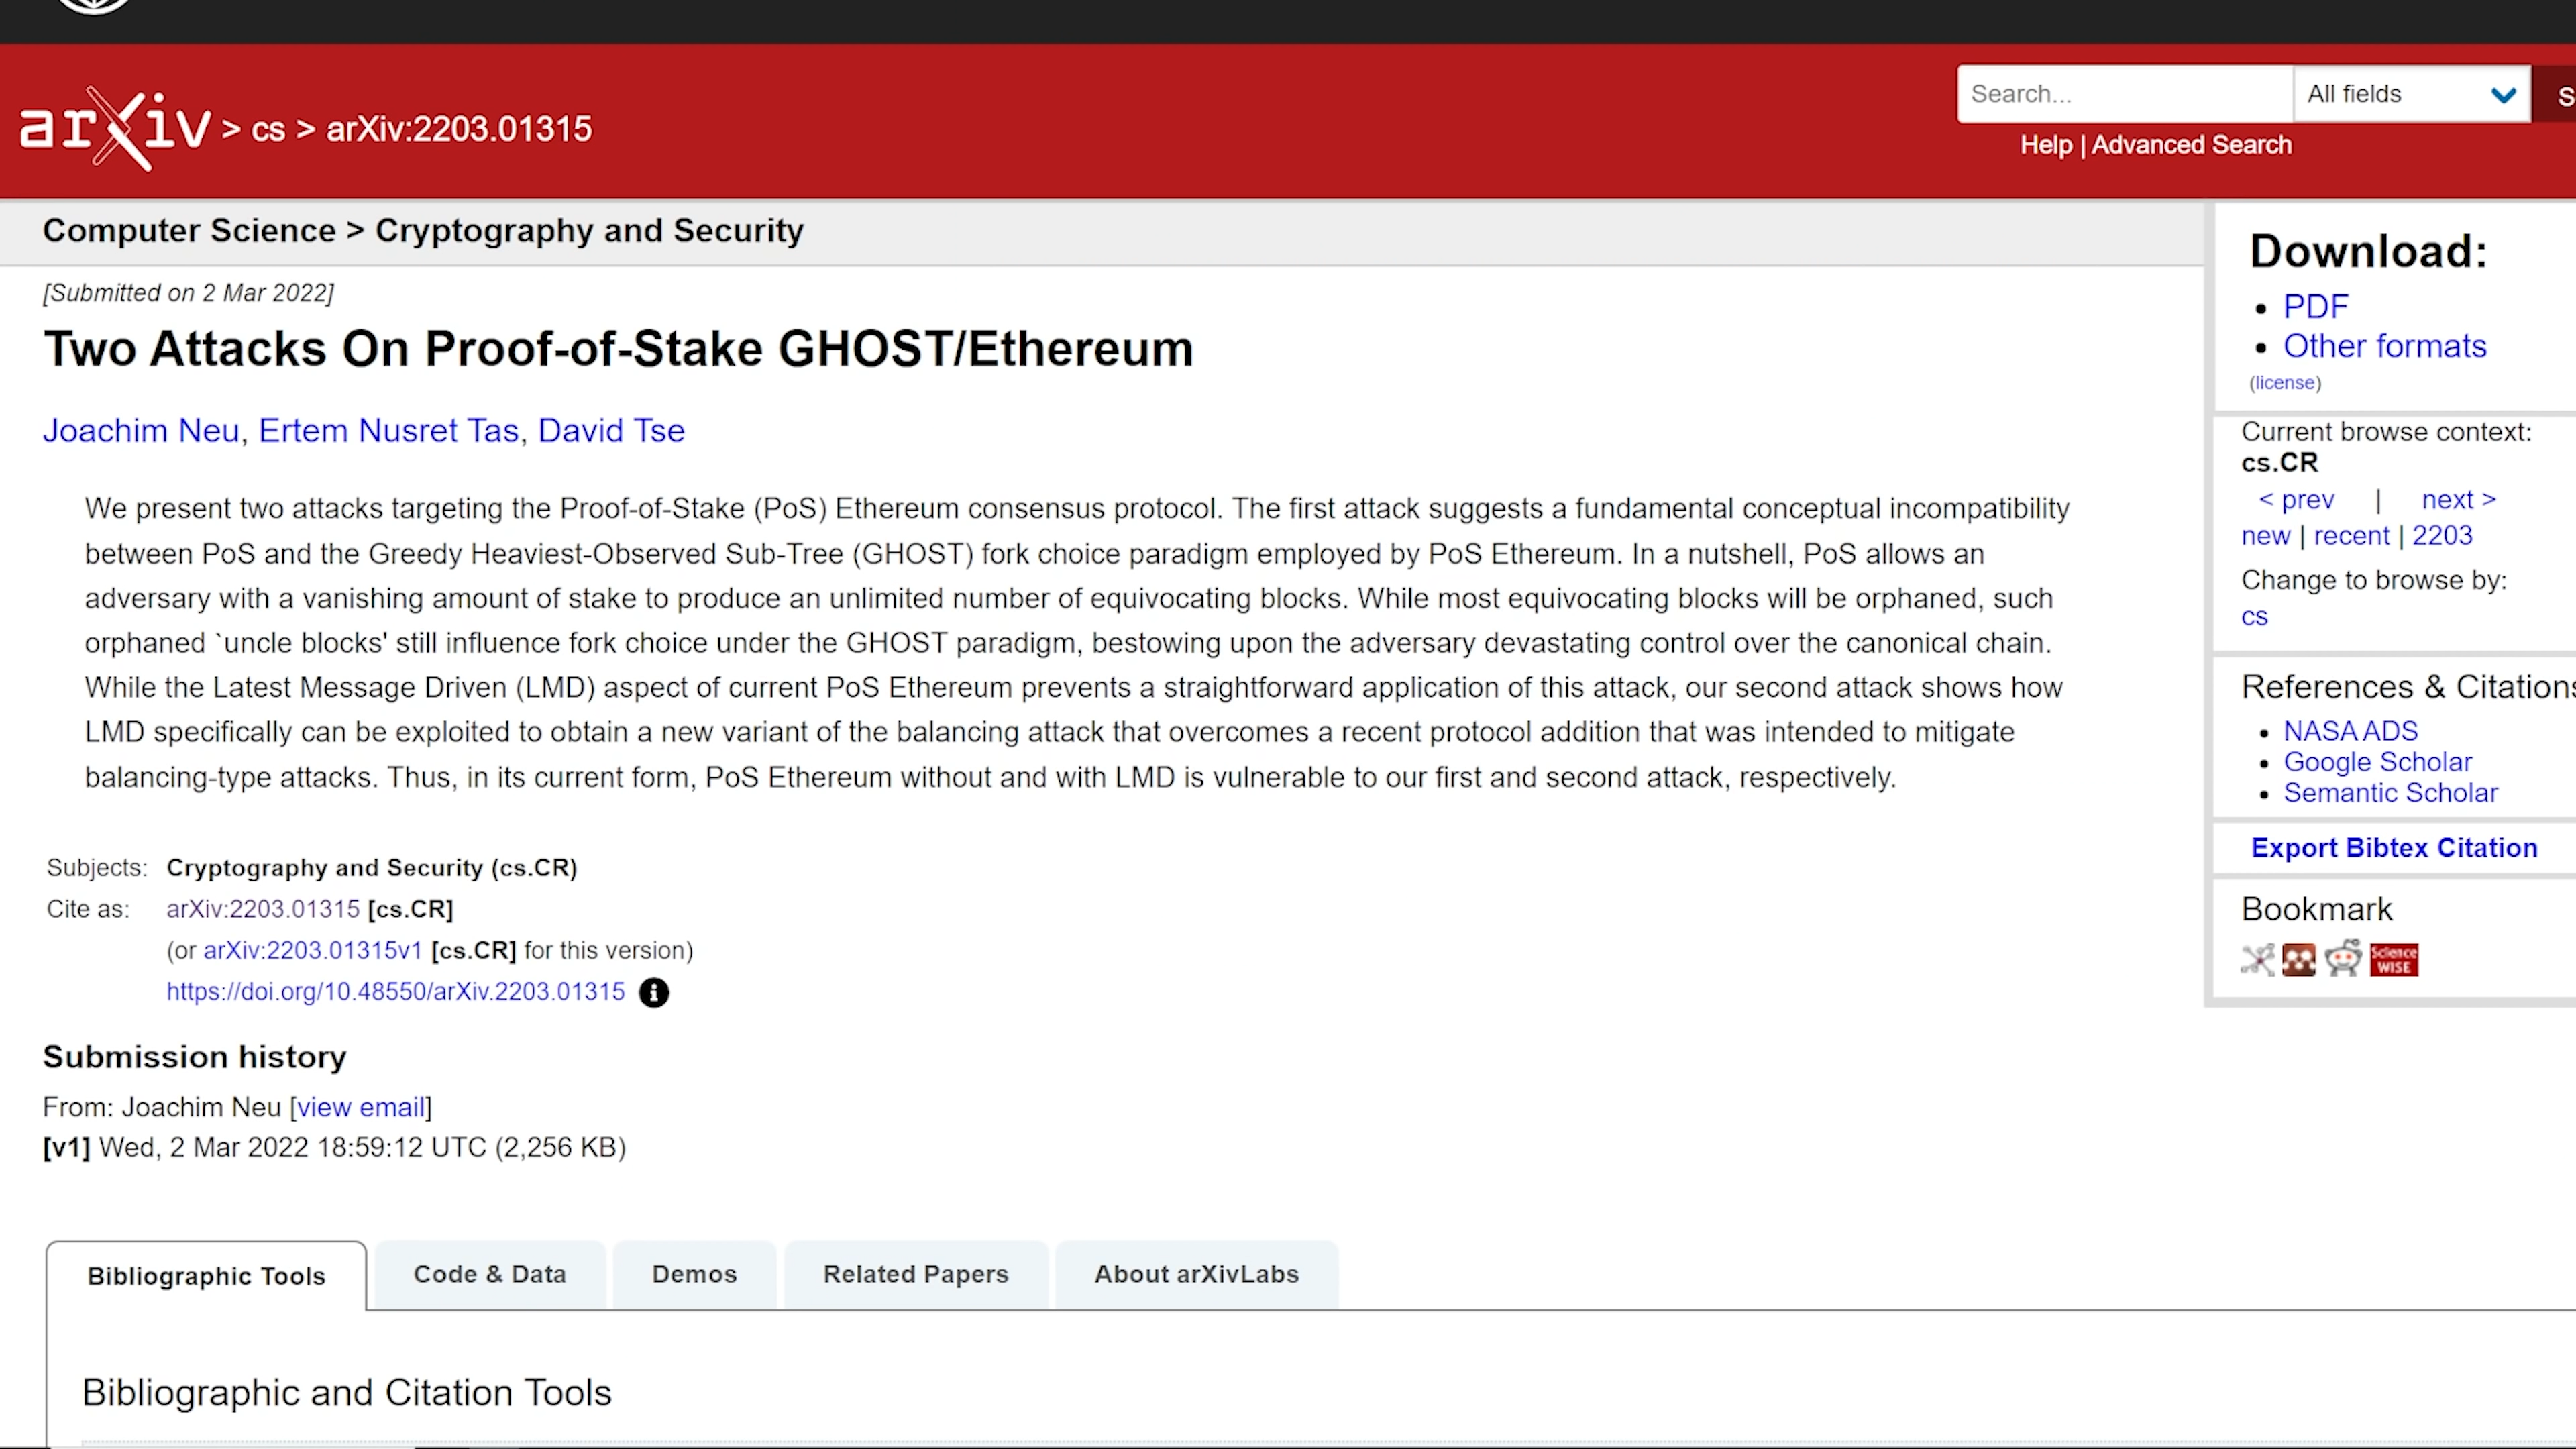 arXiv > cs > arXiv:2203.01315
Search...
All fields
S
Help | Advanced Search
Computer Science > Cryptography and Security
[Submitted on 2 Mar 2022]
Two Attacks On Proof-of-Stake GHOST/Ethereum
Joachim Neu, Ertem Nusret Tas, David Tse
We present two attacks targeting the Proof-of-Stake (PoS) Ethereum consensus protocol. The first attack suggests a fundamental conceptual incompatibility
between PoS and the Greedy Heaviest-Observed Sub-Tree (GHOST) fork choice paradigm employed by PoS Ethereum. In a nutshell, PoS allows an
adversary with a vanishing amount of stake to produce an unlimited number of equivocating blocks. While most equivocating blocks will be orphaned, such
orphaned `uncle blocks' still influence fork choice under the GHOST paradigm, bestowing upon the adversary devastating control over the canonical chain.
While the Latest Message Driven (LMD) aspect of current PoS Ethereum prevents a straightforward application of this attack, our second attack shows how
LMD specifically can be exploited to obtain a new variant of the balancing attack that overcomes a recent protocol addition that was intended to mitigate
balancing-type attacks. Thus, in its current form, PoS Ethereum without and with LMD is vulnerable to our first and second attack, respectively.
Subjects: Cryptography and Security (cs.CR)
Cite as: arXiv:2203.01315 [cs.CR]
(or arXiv:2203.01315v1 [cs.CR] for this version)
https://doi.org/10.48550/arXiv.2203.01315
Submission history
From: Joachim Neu [view email]
[v1] Wed, 2 Mar 2022 18:59:12 UTC (2,256 KB)
Download:
• PDF
• Other formats
(license)
Current browse context:
cs.CR
< prev | next >
new | recent | 2203
Change to browse by:
cs
References & Citations
• NASA ADS
• Google Scholar
• Semantic Scholar
Export Bibtex Citation
Bookmark
Science WISE
Bibliographic Tools
Code & Data
Demos
Related Papers
About arXivLabs
Bibliographic and Citation Tools